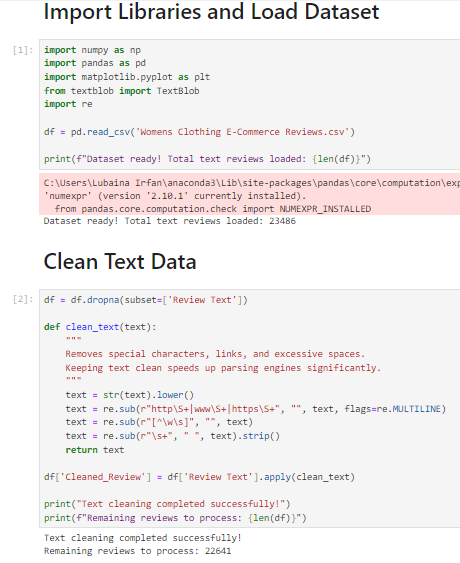 Import Libraries and Load Dataset
[1]: import numpy as np
import pandas as pd
import matplotlib.pyplot as plt
from textblob import TextBlob
import re

df = pd.read_csv('Womens Clothing E-Commerce Reviews.csv')

print(f"Dataset ready! Total text reviews loaded: {len(df)}")
C:\Users\Lubaina Irfan\anaconda3\Lib\site-packages\pandas\core\computation\exp
'numexpr' (version '2.10.1' currently installed).
  from pandas.core.computation.check import NUMEXPR_INSTALLED
Dataset ready! Total text reviews loaded: 23486
Clean Text Data
[2]: df = df.dropna(subset=['Review Text'])

def clean_text(text):
    """
    Removes special characters, links, and excessive spaces.
    Keeping text clean speeds up parsing engines significantly.
    """
    text = str(text).lower()
    text = re.sub(r"http\S+|www\S+|https\S+", "", text, flags=re.MULTILINE)
    text = re.sub(r"[^\w\s]", "", text)
    text = re.sub(r"\s+", " ", text).strip()
    return text

df['Cleaned_Review'] = df['Review Text'].apply(clean_text)

print("Text cleaning completed successfully!")
print(f"Remaining reviews to process: {len(df)}")
Text cleaning completed successfully!
Remaining reviews to process: 22641